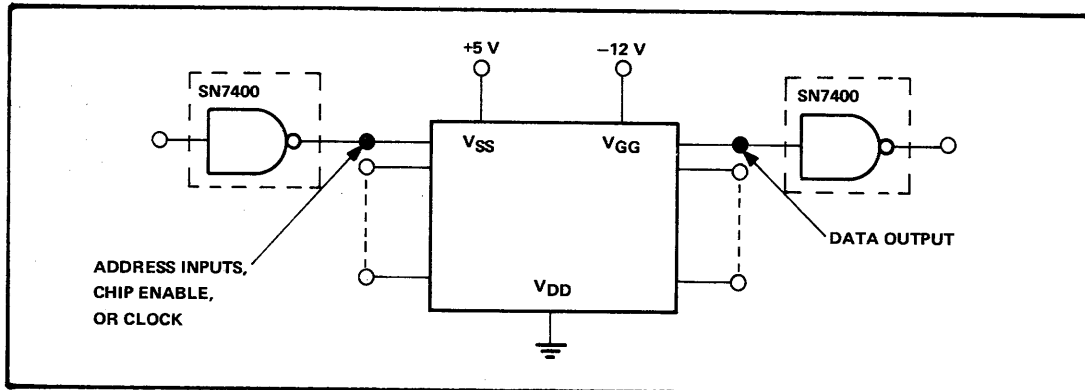 +5 V
−12 V
SN7400
SN7400
VSS
VGG
DATA OUTPUT
ADDRESS INPUTS,
CHIP ENABLE,
OR CLOCK
VDD